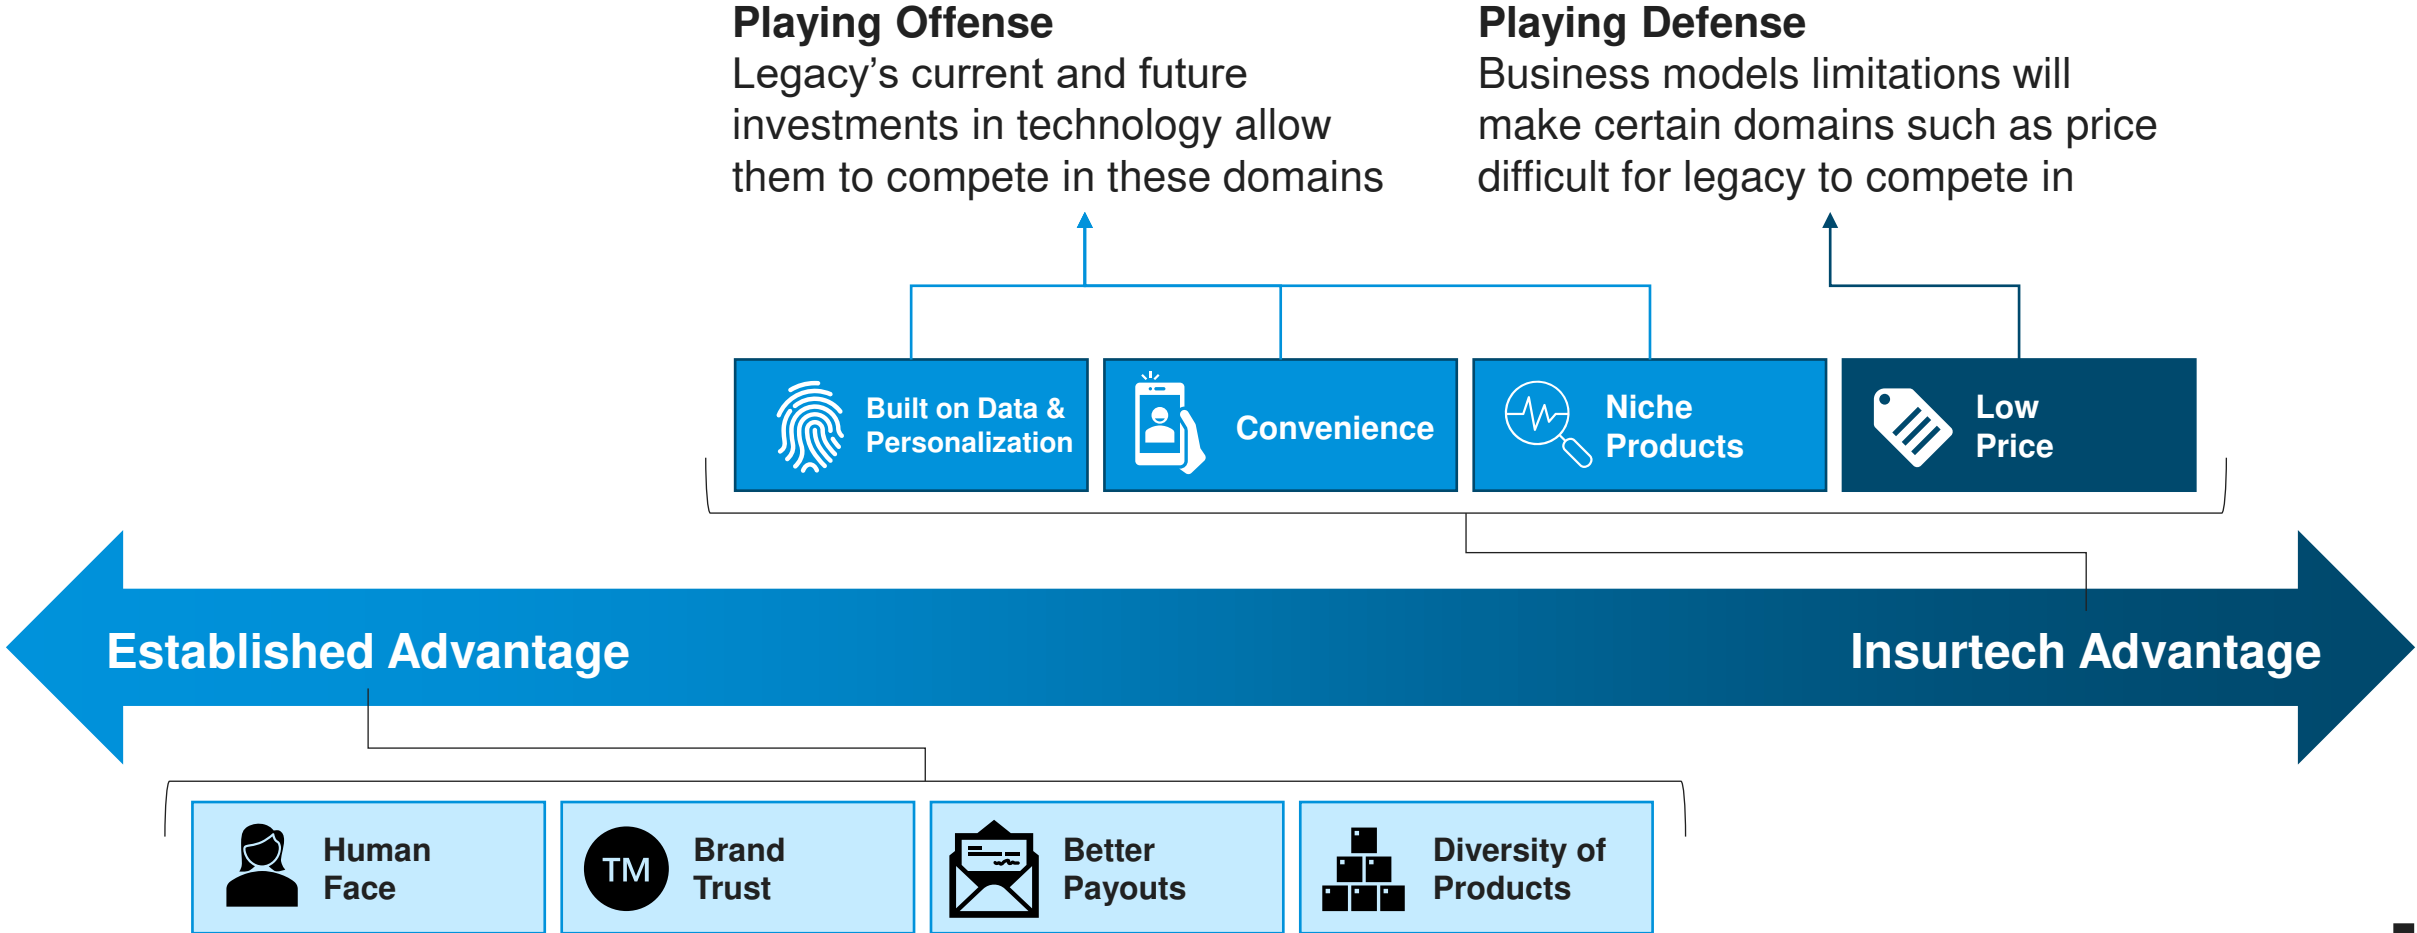 Playing Offense
Legacy’s current and future
investments in technology allow
them to compete in these domains
Playing Defense
Business models limitations will
make certain domains such as price
difficult for legacy to compete in
Built on Data &
Personalization
Convenience
Niche
Products
Low
Price
Established Advantage
Insurtech Advantage
Human
Face
TM
Brand
Trust
Better
Payouts
Diversity of
Products